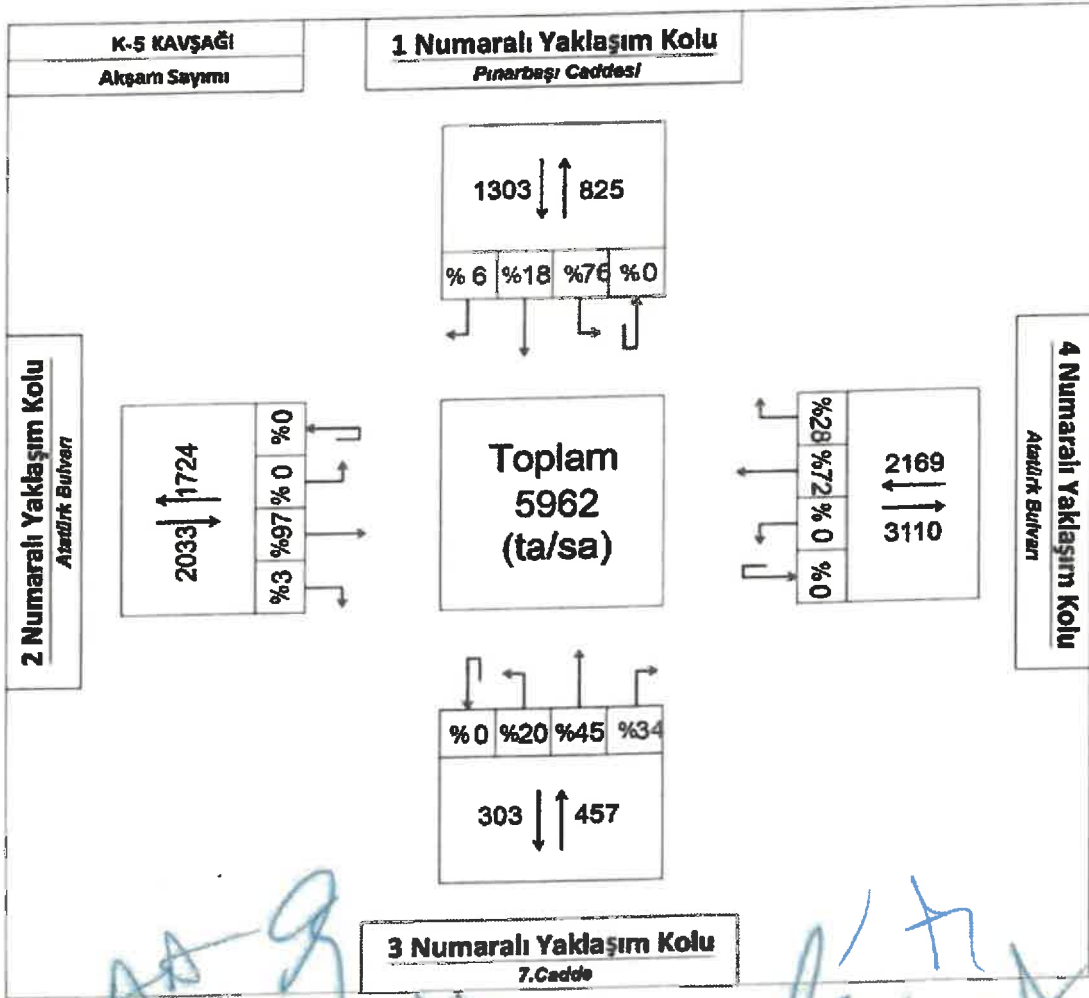 K-5 KAVŞAĞI
Akşam Sayımı
1 Numaralı Yaklaşım Kolu
Pınarbaşı Caddesi
1303 825
% 6 %18 %76 %0
2 Numaralı Yaklaşım Kolu
Atatürk Bulvarı
1724
2033
%0
% 0
%97
%3
Toplam
5962
(ta/sa)
%28
%72
% 0
%0
2169
3110
4 Numaralı Yaklaşım Kolu
Atatürk Bulvarı
% 0 %20 %45 %34
303 457
3 Numaralı Yaklaşım Kolu
7.Cadde